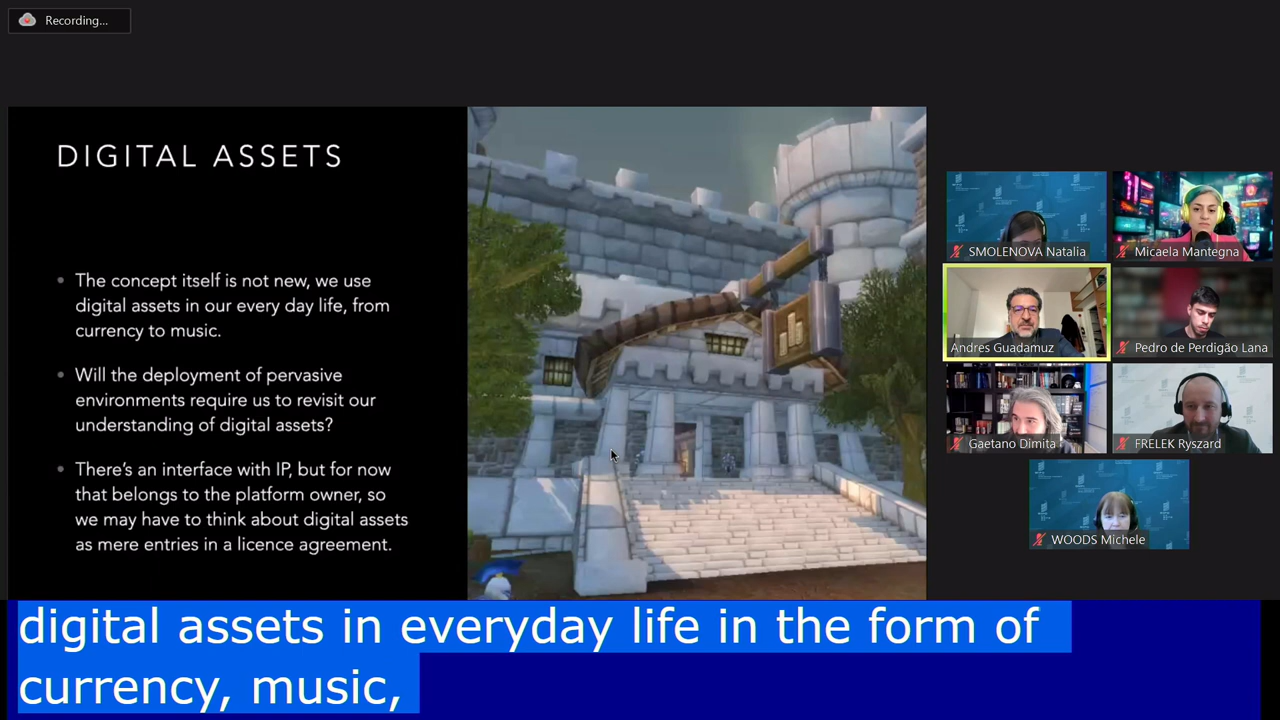 Recording...
DIGITAL ASSETS
The concept itself is not new, we use
digital assets in our every day life, from
currency to music.
Will the deployment of pervasive
environments require us to revisit our
understanding of digital assets?
There's an interface with IP, but for now
that belongs to the platform owner, so
we may have to think about digital assets
as mere entries in a licence agreement.
SMOLENOVA Natalia
Micaela Mantegna
Andres Guadamuz
Pedro de Perdigão Lana
Gaetano Dimita
FRELEK Ryszard
WOODS Michele
digital assets in everyday life in the form of
currency, music,